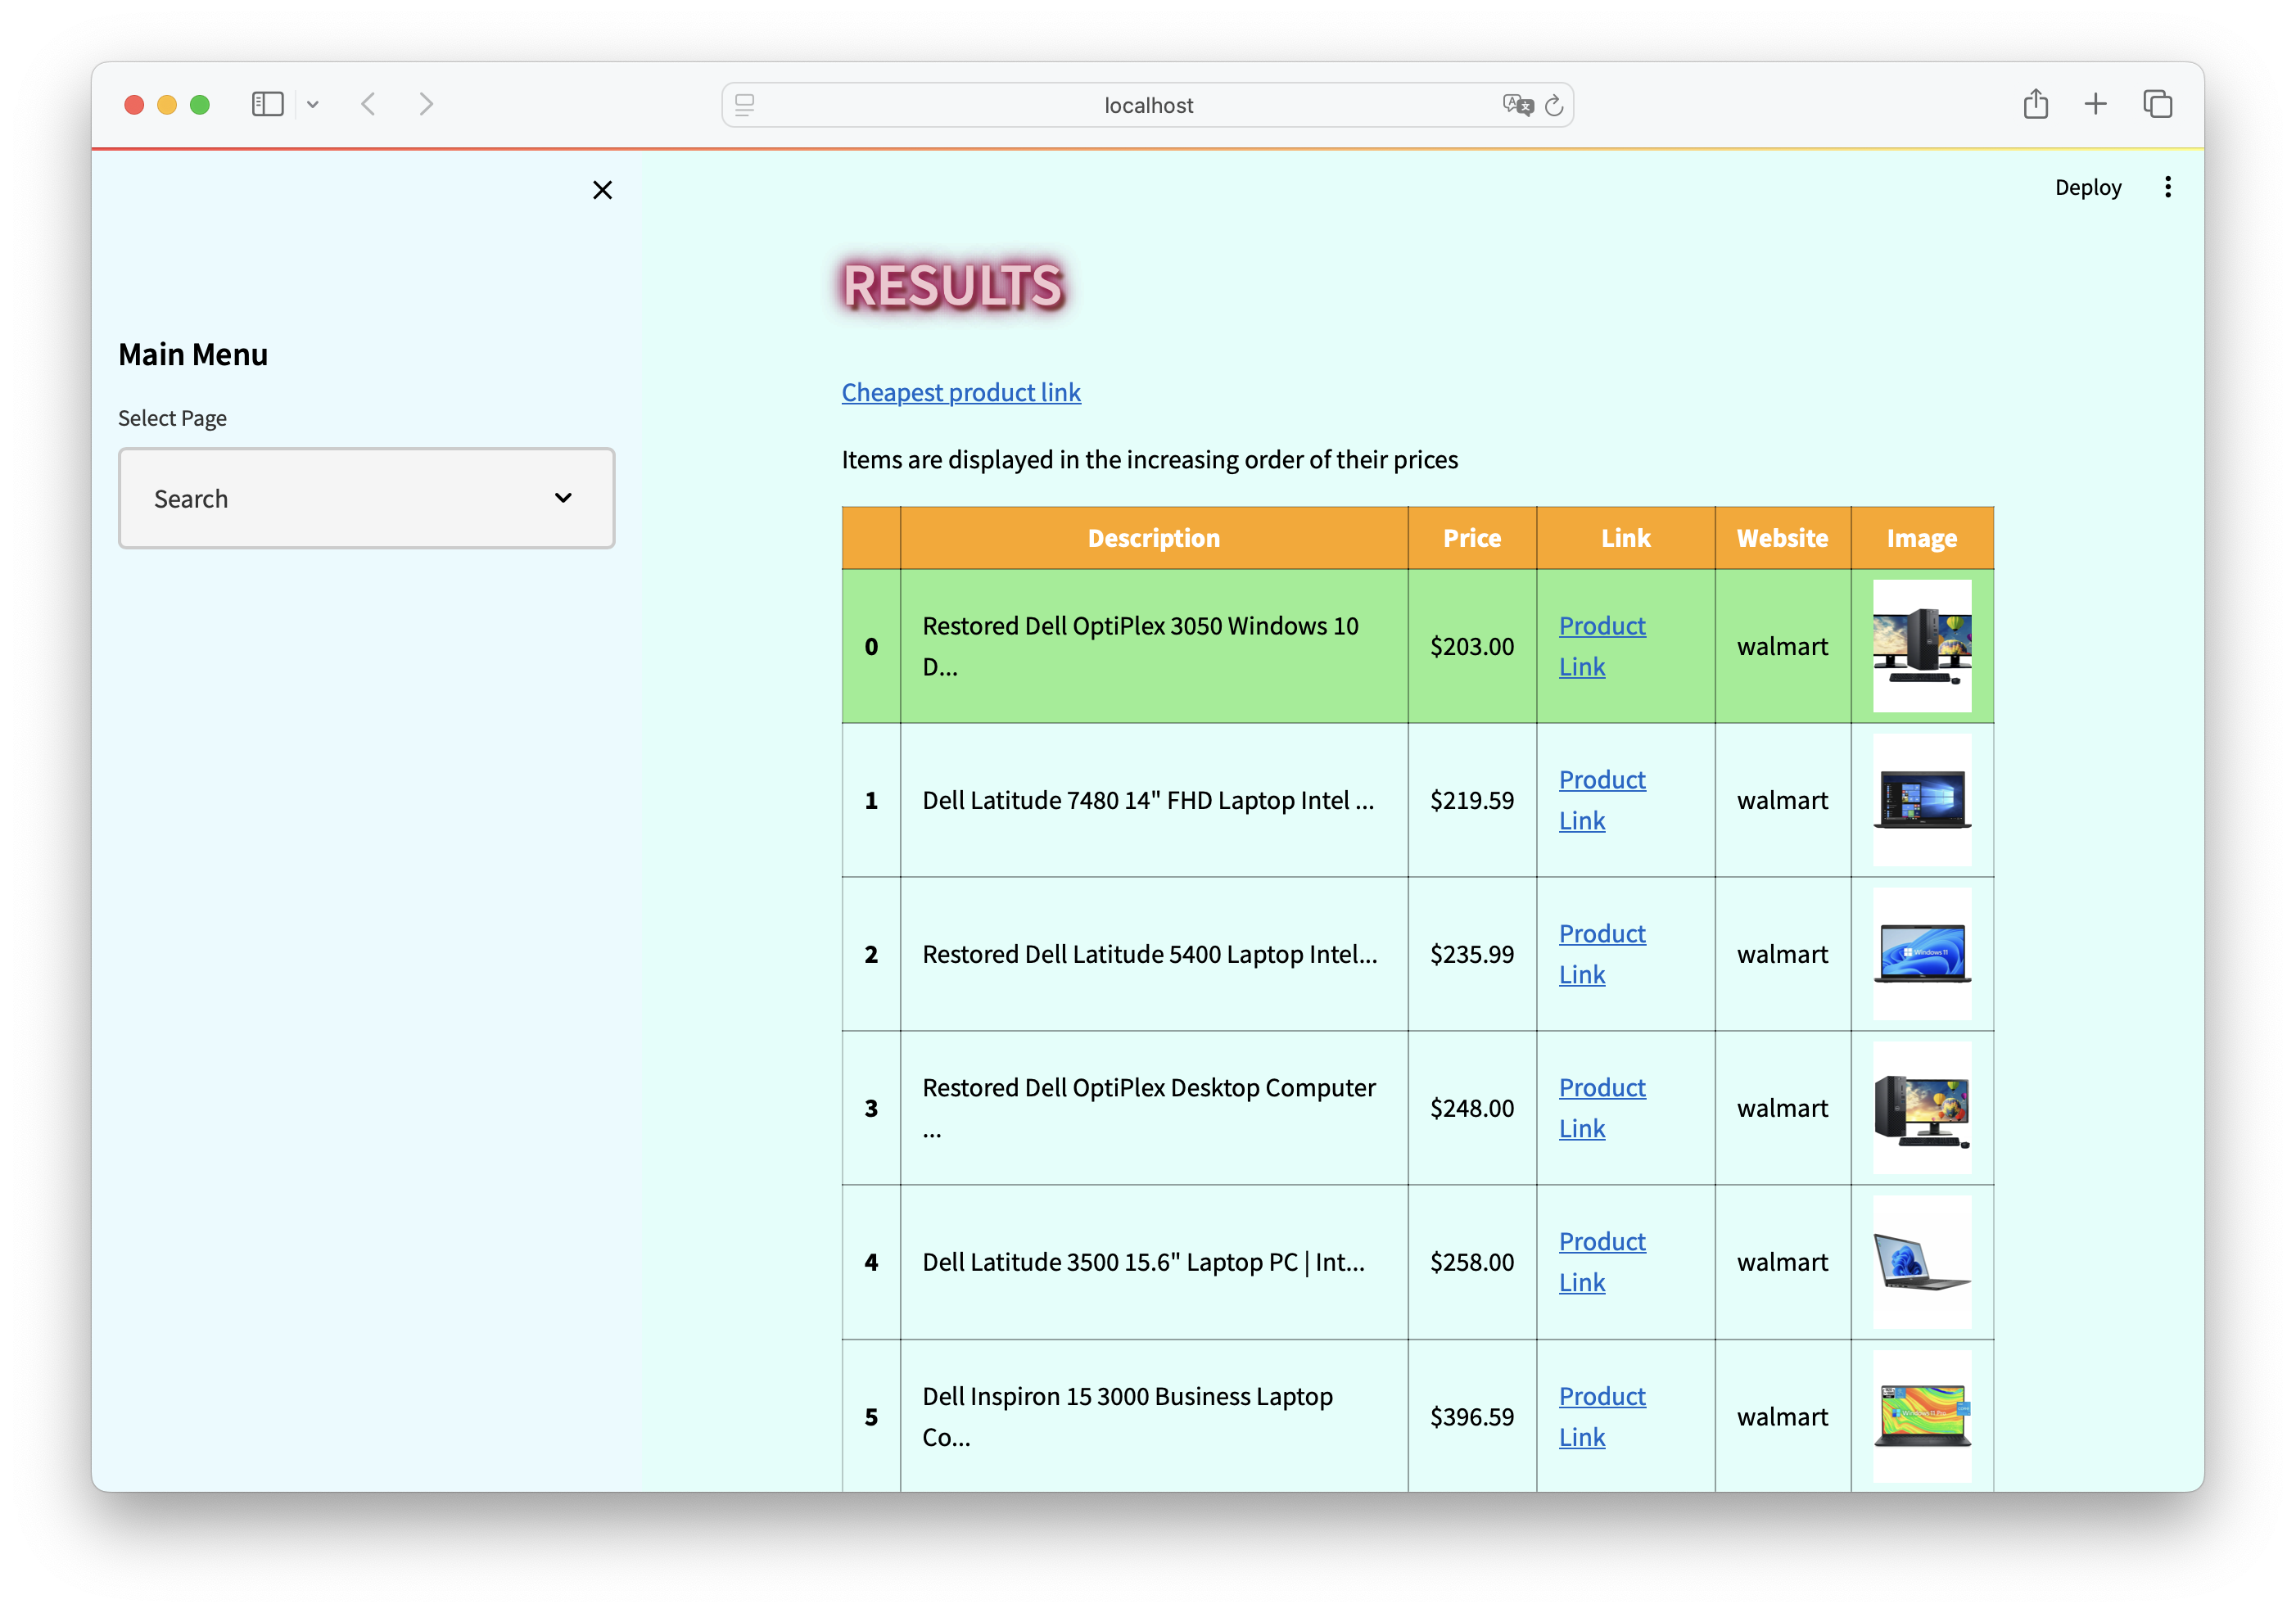 localhost
Deploy
RESULTS
Main Menu
Cheapest product link
Select Page
Items are displayed in the increasing order of their prices
Search
Description Price Link Website Image
0 Restored Dell OptiPlex 3050 Windows 10 D... $203.00 Product Link walmart
1 Dell Latitude 7480 14" FHD Laptop Intel ... $219.59 Product Link walmart
2 Restored Dell Latitude 5400 Laptop Intel... $235.99 Product Link walmart
3 Restored Dell OptiPlex Desktop Computer ... $248.00 Product Link walmart
4 Dell Latitude 3500 15.6" Laptop PC | Int... $258.00 Product Link walmart
5 Dell Inspiron 15 3000 Business Laptop Co... $396.59 Product Link walmart